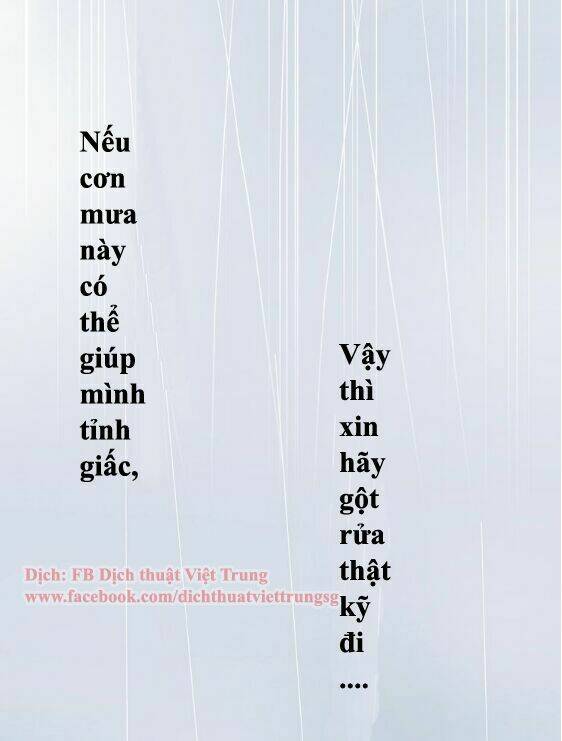 Nếu
cơn
mưa
này
có
thể
giúp
mình
tỉnh
giấc,
Vậy
thì
xin
hãy
gột
rửa
thật
kỹ
đi
....
Dịch: FB Dịch thuật Việt Trung
www.facebook.com/dichthuatviettrungsg